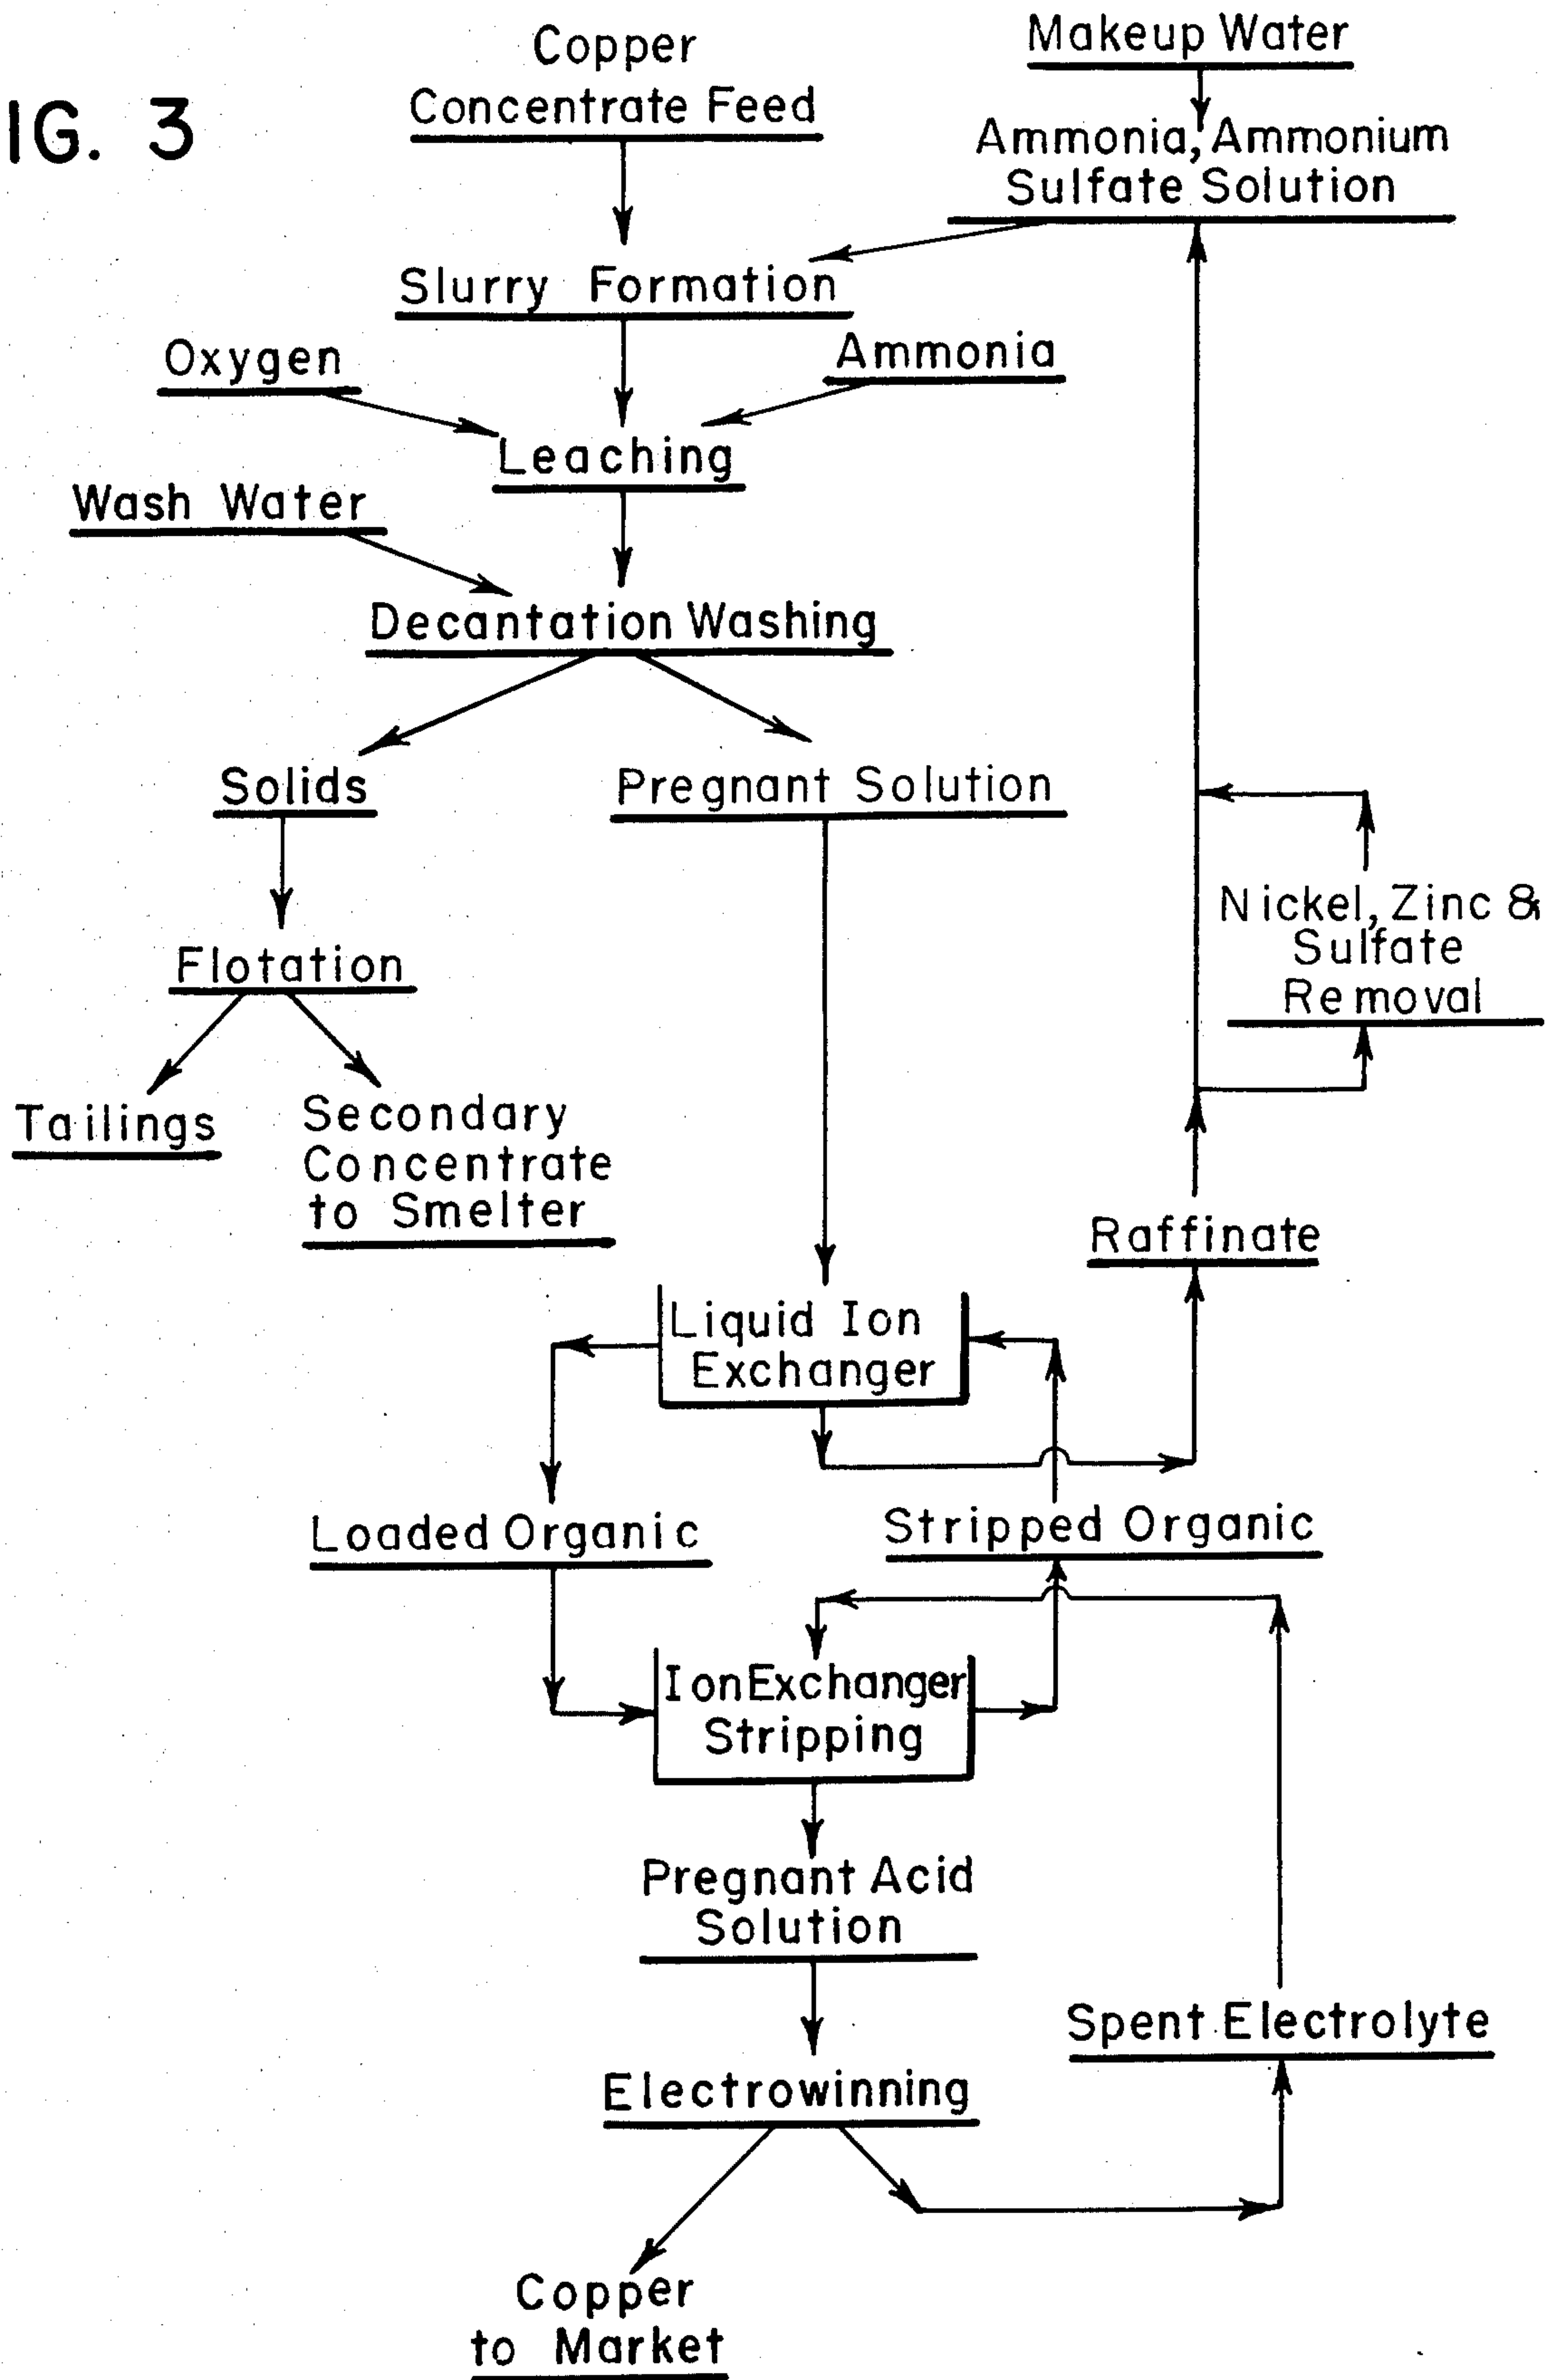 IG. 3
Copper
Concentrate Feed
Makeup Water
Ammonia, Ammonium
Sulfate Solution
Slurry Formation
Oxygen
Ammonia
Leaching
Wash Water
Decantation Washing
Solids
Pregnant Solution
Nickel, Zinc &
Sulfate
Removal
Flotation
Tailings
Secondary
Concentrate
to Smelter
Raffinate
Liquid Ion
Exchanger
Loaded Organic
Stripped Organic
Ion Exchanger
Stripping
Pregnant Acid
Solution
Spent Electrolyte
Electrowinning
Copper
to Market